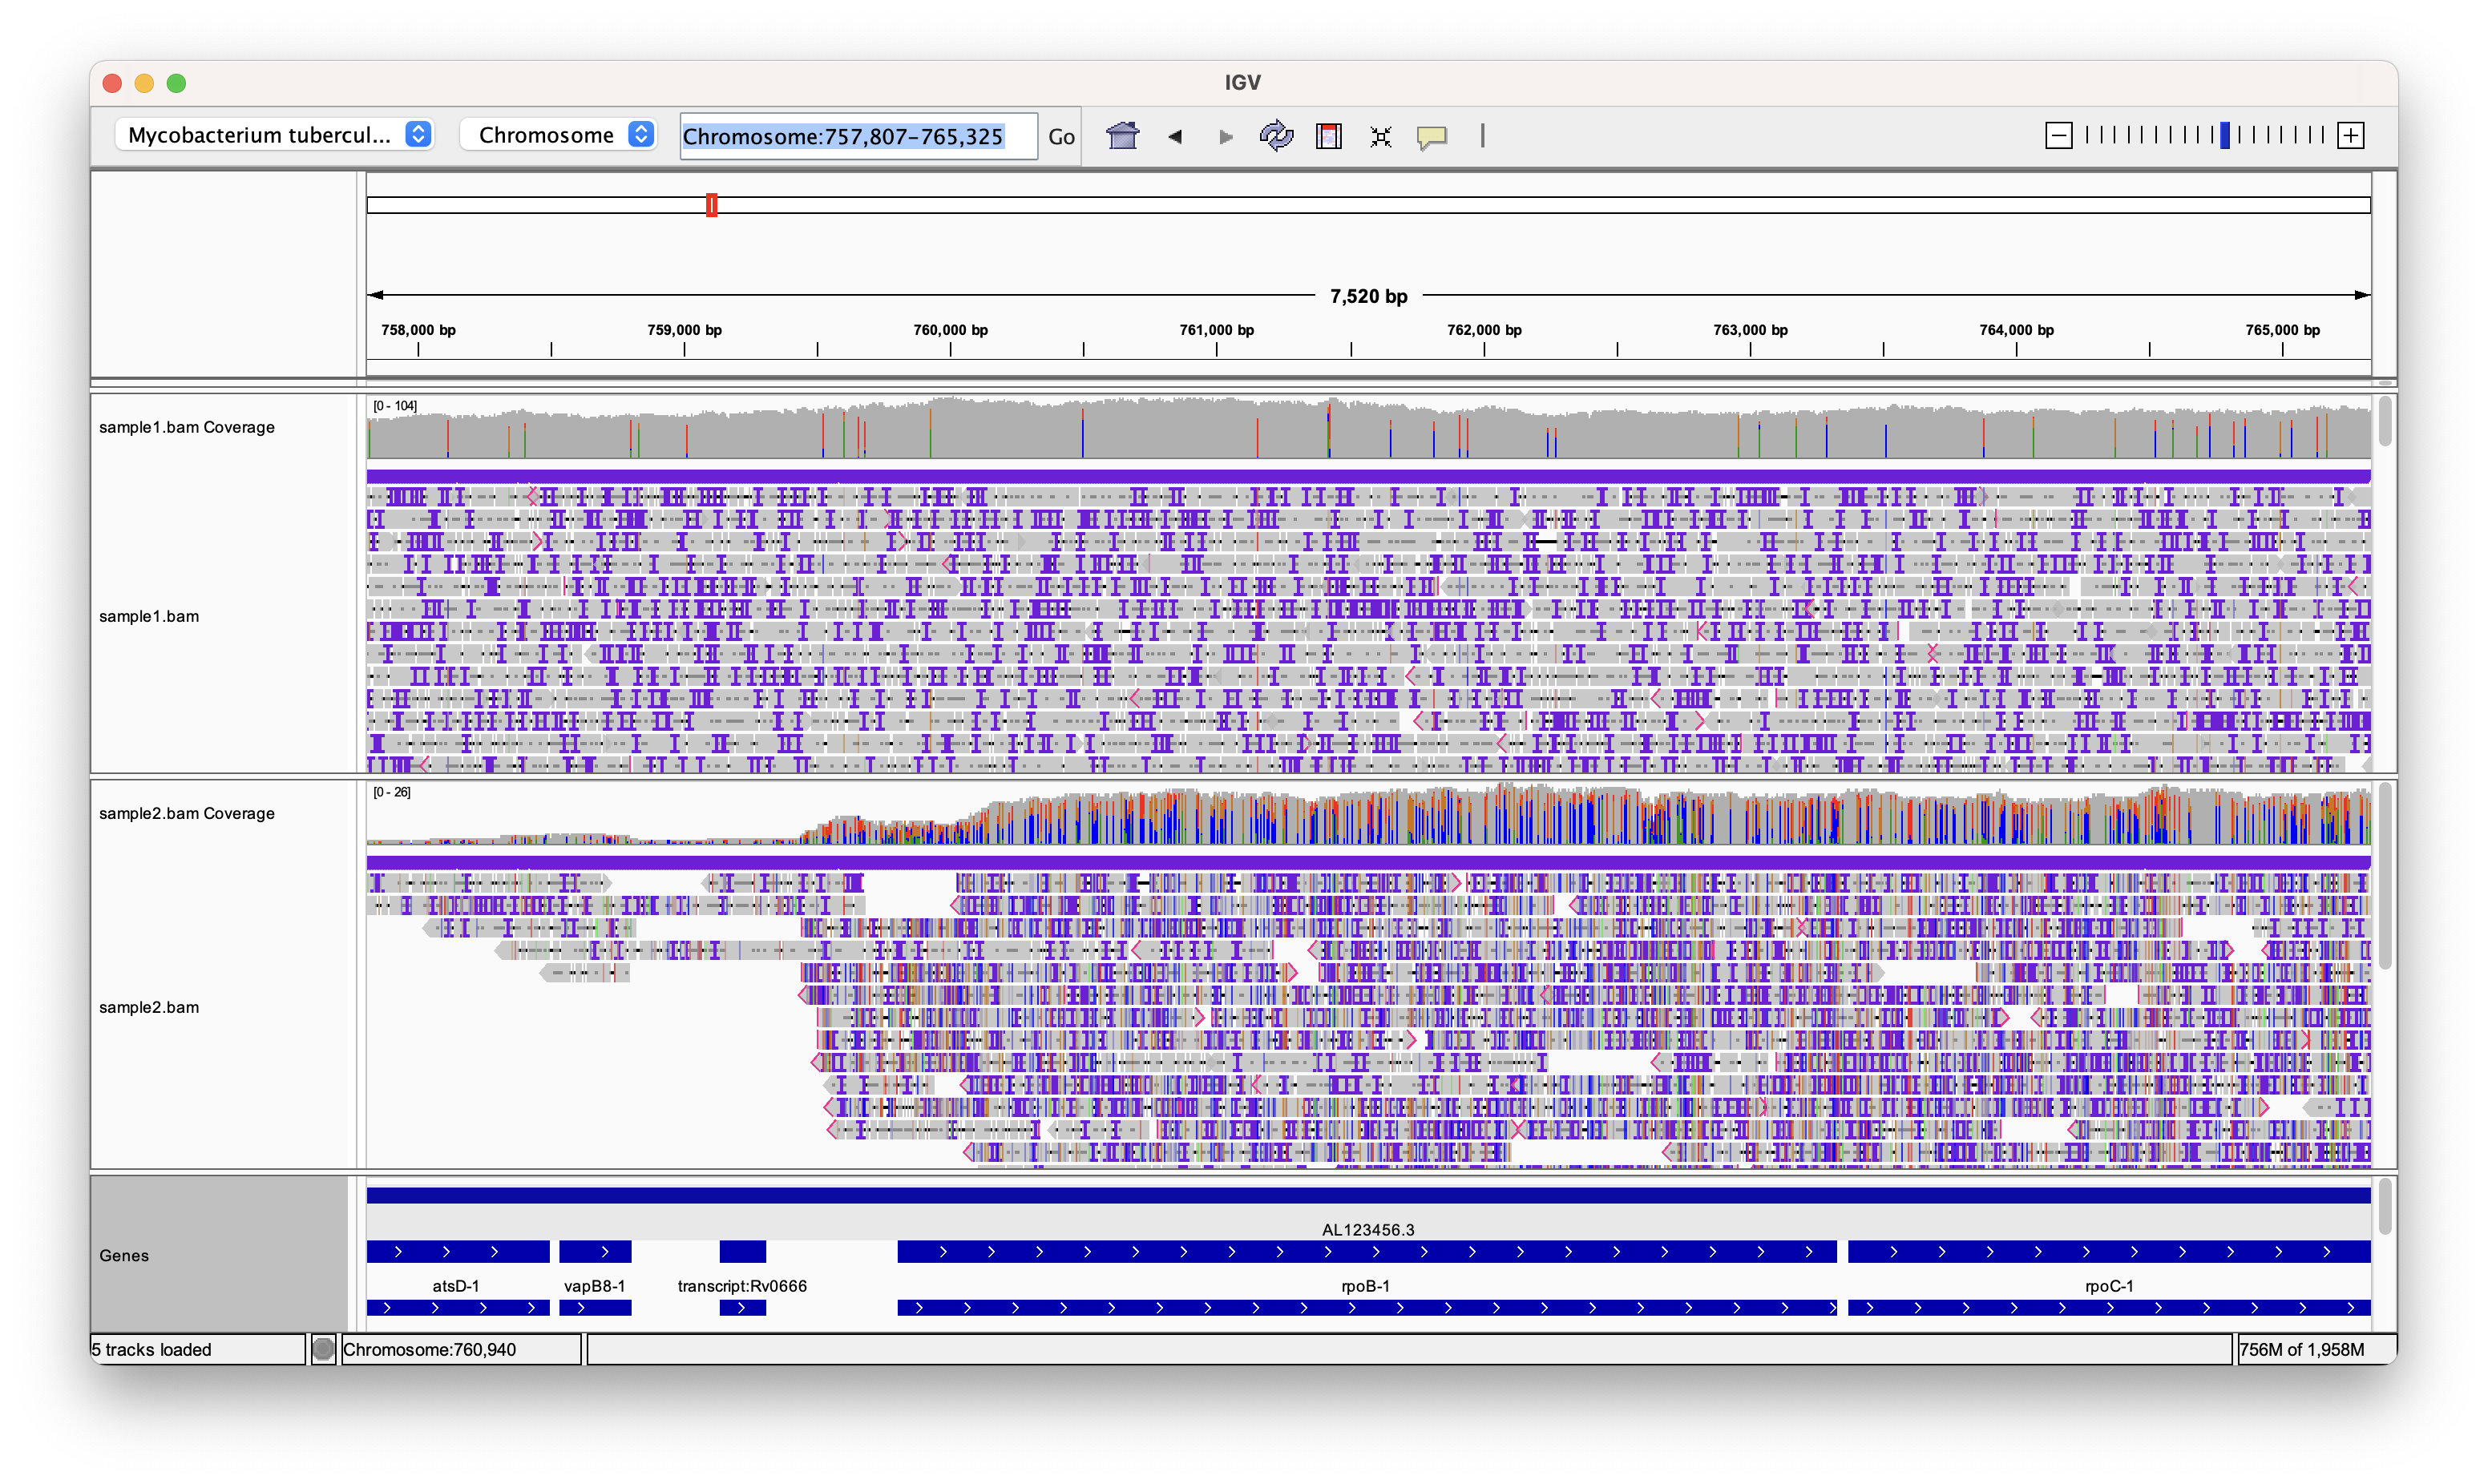 IGV
Mycobacterium tubercul... Chromosome Chromosome:757,807-765,325 Go
7,520 bp
758,000 bp 759,000 bp 760,000 bp 761,000 bp 762,000 bp 763,000 bp 764,000 bp 765,000 bp
[0 - 104]
sample1.bam Coverage
sample1.bam
[0 - 26]
sample2.bam Coverage
sample2.bam
AL123456.3
Genes
atsD-1 vapB8-1 transcript:Rv0666 rpoB-1 rpoC-1
5 tracks loaded Chromosome:760,940 756M of 1,958M